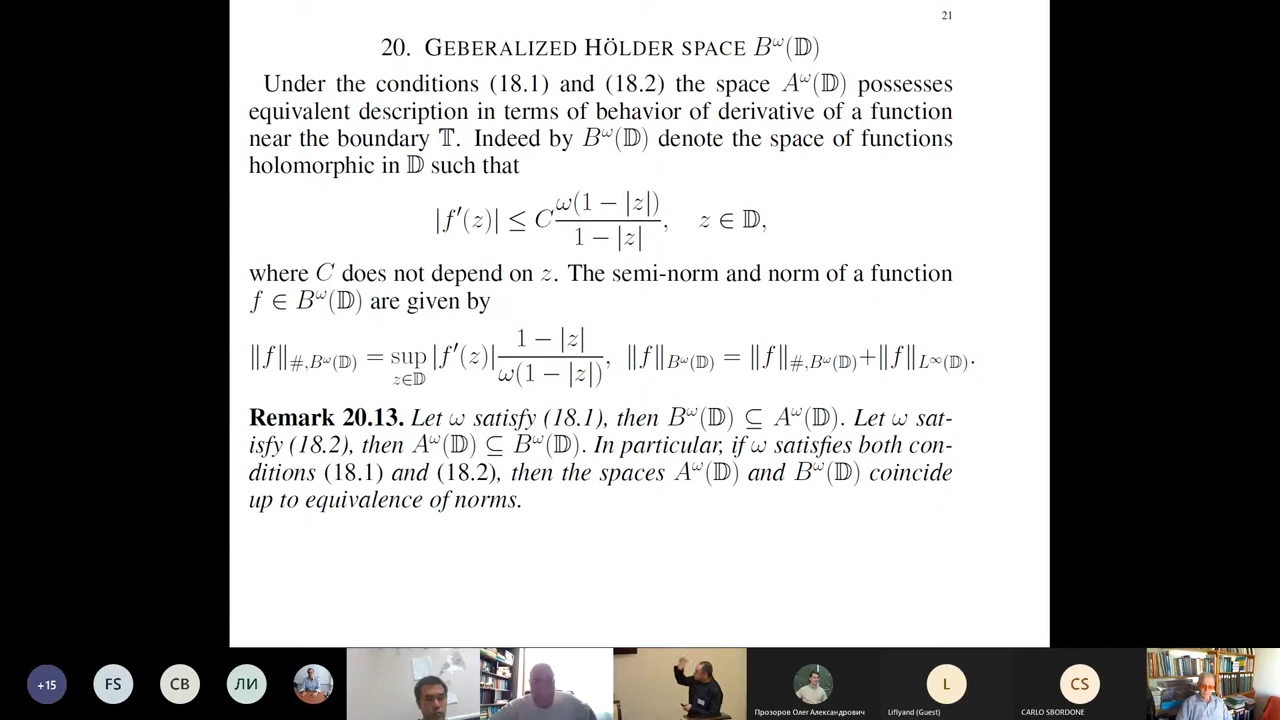 21
20. GEBERALIZED HÖLDER SPACE B^ω(𝔻)
Under the conditions (18.1) and (18.2) the space A^ω(𝔻) possesses
equivalent description in terms of behavior of derivative of a function
near the boundary 𝕋. Indeed by B^ω(𝔻) denote the space of functions
holomorphic in 𝔻 such that
|f′(z)| ≤ C ω(1 − |z|) / (1 − |z|), z ∈ 𝔻,
where C does not depend on z. The semi-norm and norm of a function
f ∈ B^ω(𝔻) are given by
‖f‖_{#,B^ω(𝔻)} = sup_{z∈𝔻} |f′(z)| (1 − |z|) / ω(1 − |z|), ‖f‖_{B^ω(𝔻)} = ‖f‖_{#,B^ω(𝔻)}+‖f‖_{L^∞(𝔻)}.
Remark 20.13. Let ω satisfy (18.1), then B^ω(𝔻) ⊆ A^ω(𝔻). Let ω sat-
isfy (18.2), then A^ω(𝔻) ⊆ B^ω(𝔻). In particular, if ω satisfies both con-
ditions (18.1) and (18.2), then the spaces A^ω(𝔻) and B^ω(𝔻) coincide
up to equivalence of norms.
+15
FS
CB
ЛИ
L
CS
Прозоров Олег Александрович
Liflyand (Guest)
CARLO SBORDONE